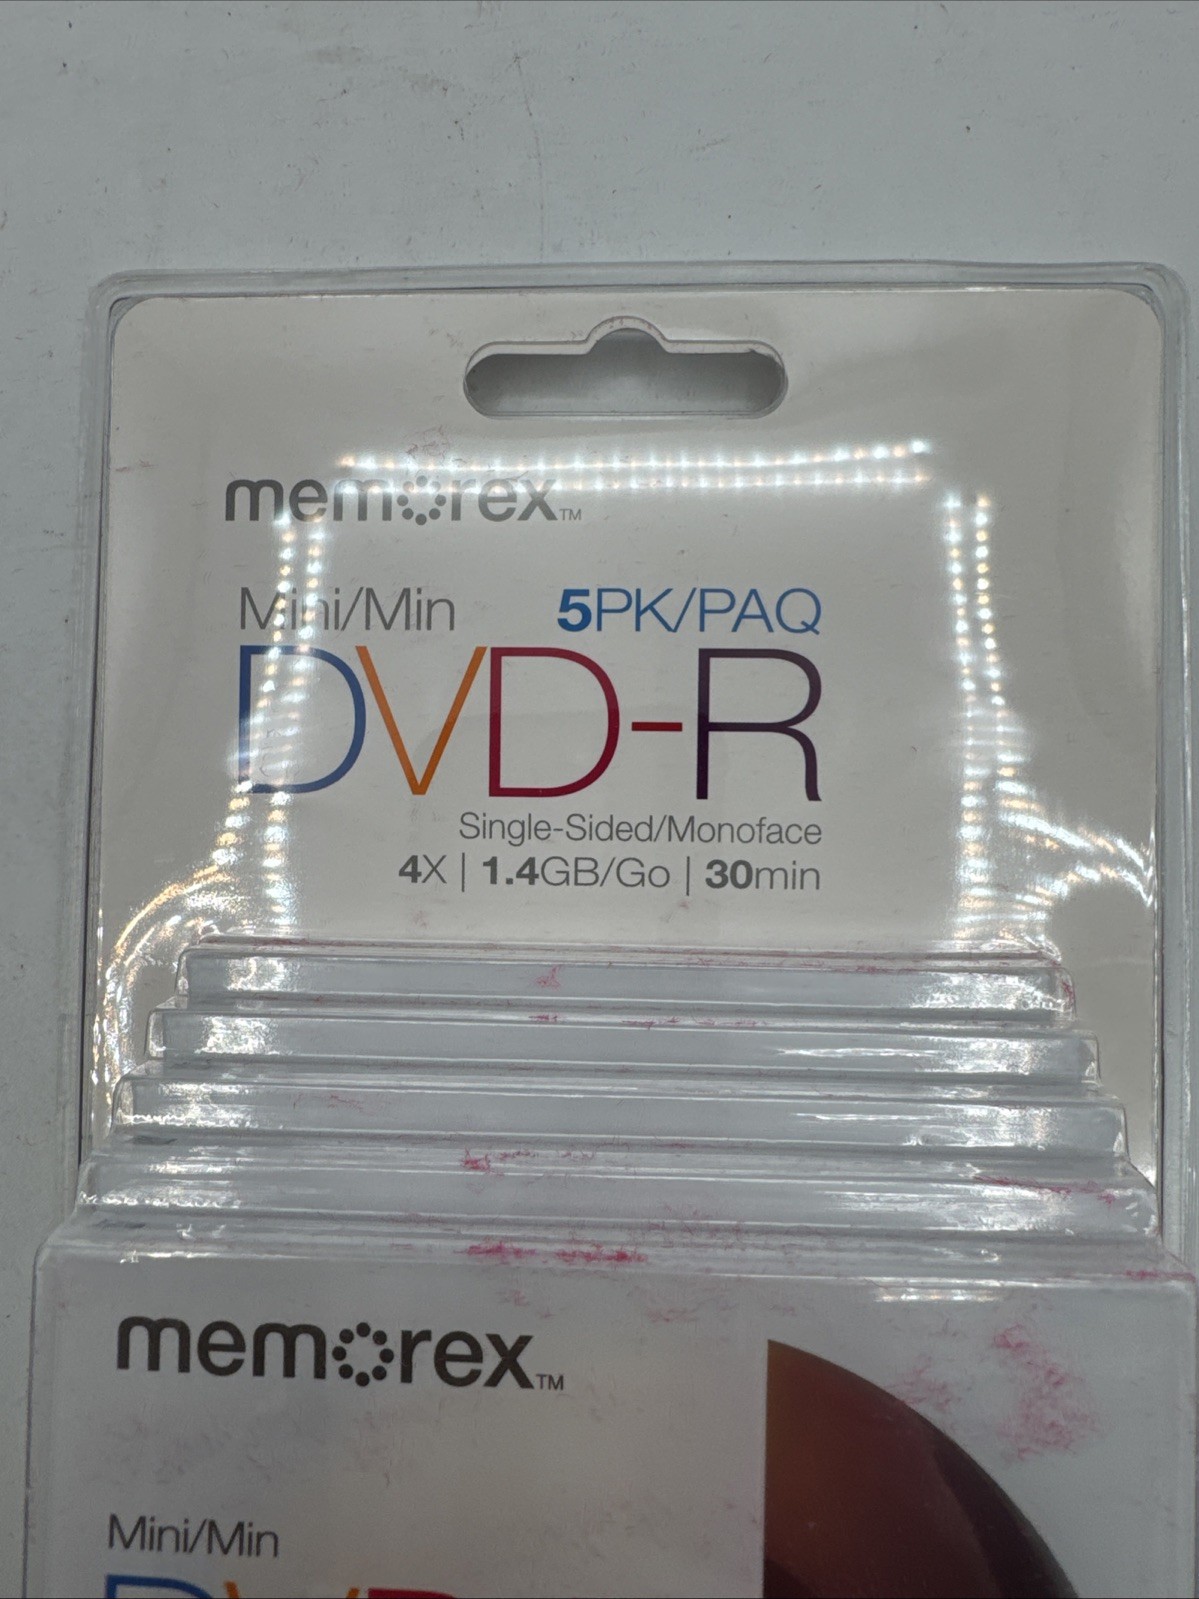 memorex™
Mini/Min 5PK/PAQ
DVD-R
Single-Sided/Monoface
4X | 1.4GB/Go | 30min
memorex™
Mini/Min